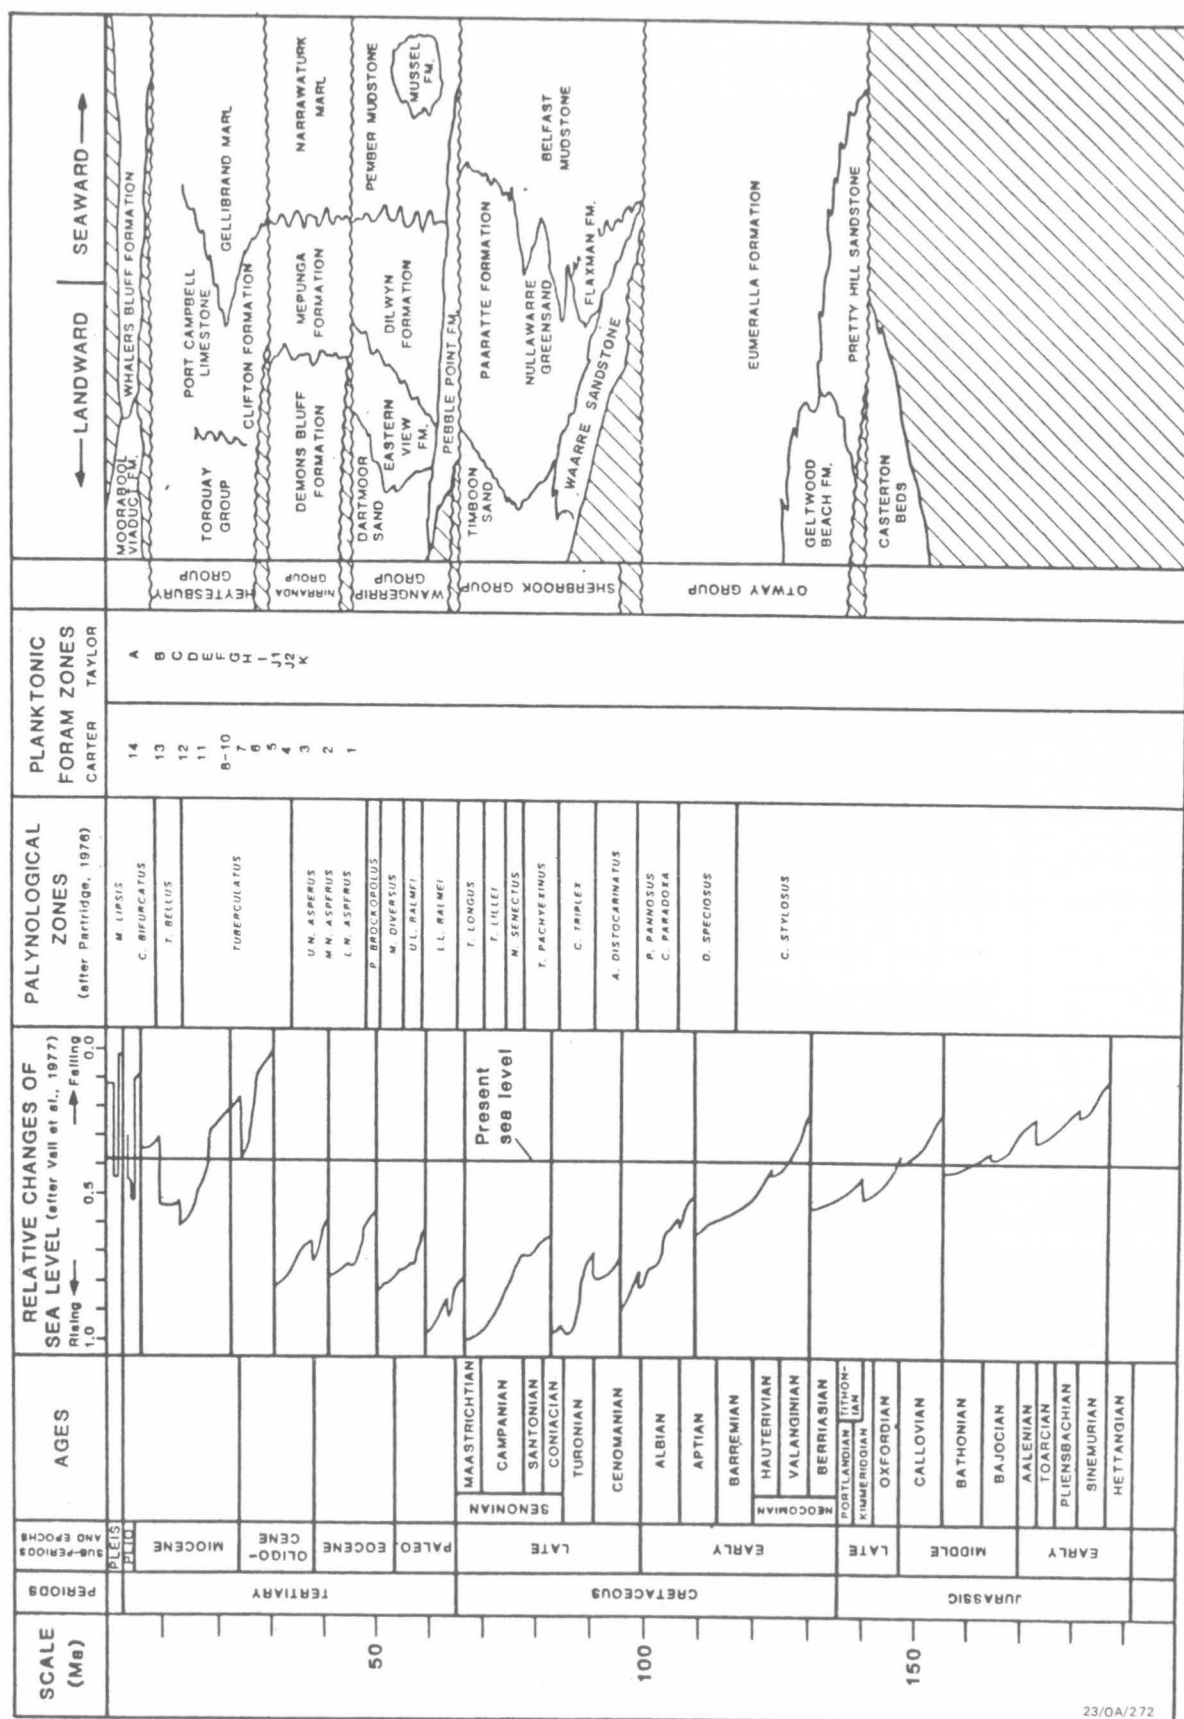 SCALE
(Ma)
50
100
150
PERIODS
TERTIARY
CRETACEOUS
JURASSIC
SUB-PERIODS
AND EPOCHS
PLEIS
PLIO
MIOCENE
OLIGO-
CENE
EOCENE
PALEO.
LATE
EARLY
LATE
MIDDLE
EARLY
AGES
SENONIAN
NEOCOMIAN
MAASTRICHTIAN
CAMPANIAN
SANTONIAN
CONIACIAN
TURONIAN
CENOMANIAN
ALBIAN
APTIAN
BARREMIAN
HAUTERIVIAN
VALANGINIAN
BERRIASIAN
PORTLANDIAN
TITHON-
IAN
KIMMERIDGIAN
OXFORDIAN
CALLOVIAN
BATHONIAN
BAJOCIAN
AALENIAN
TOARCIAN
PLIENSBACHIAN
SINEMURIAN
HETTANGIAN
RELATIVE CHANGES OF
SEA LEVEL (after Vail et al., 1977)
Rising
Falling
1.0
0.5
0.0
Present
sea level
PALYNOLOGICAL
ZONES
(after Partridge, 1976)
M. LIPSIS
C. BIFURCATUS
T. BELLUS
TUBERCULATUS
U.N. ASPERUS
M.N. ASPERUS
L.N. ASPERUS
P. BROCKOPOLUS
M. DIVERSUS
U.L. BALMEI
L.L. BALMEI
T. LONGUS
T. LILLEI
N. SENECTUS
T. PACHYEXINUS
C. TRIPLEX
A. DISTOCARINATUS
P. PANNOSUS
C. PARADOXA
D. SPECIOSUS
C. STYLOSUS
PLANKTONIC
FORAM ZONES
CARTER
TAYLOR
14
13
12
11
8-10
7
6
5
4
3
2
1
A
B
C
D
E
F
G
H
I
J1
J2
K
HEYTESBURY
GROUP
NIRRANDA
GROUP
WANGERRIP
GROUP
SHERBROOK GROUP
OTWAY GROUP
LANDWARD
SEAWARD
MOORABOOL
VIADUCT FM.
WHALERS BLUFF FORMATION
TORQUAY
GROUP
PORT CAMPBELL
LIMESTONE
GELLIBRAND MARL
CLIFTON FORMATION
DEMONS BLUFF
FORMATION
MEPUNGA
FORMATION
NARRAWATURK
MARL
DARTMOOR
SAND
EASTERN
VIEW
FM.
DILWYN
FORMATION
PEMBER MUDSTONE
MUSSEL
FM.
PEBBLE POINT FM.
TIMBOON
SAND
PAARATTE FORMATION
NULLAWARRE
GREENSAND
BELFAST
MUDSTONE
FLAXMAN FM.
WAARRE SANDSTONE
EUMERALLA FORMATION
GELTWOOD
BEACH FM.
PRETTY HILL SANDSTONE
CASTERTON
BEDS
23/OA/272